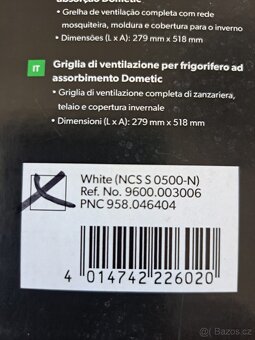 absorção Dometic
• Grelha de ventilação completa com rede
mosquiteira, moldura e cobertura para o inverno
• Dimensões (L x A): 279 mm x 518 mm
IT
Griglia di ventilazione per frigorifero ad
assorbimento Dometic
• Griglia di ventilazione completa di zanzariera,
telaio e copertura invernale
• Dimensioni (L x A): 279 mm x 518 mm
White (NCS S 0500-N)
Ref. No. 9600.003006
PNC 958.046404
4 014742 226020
Bazos.cz